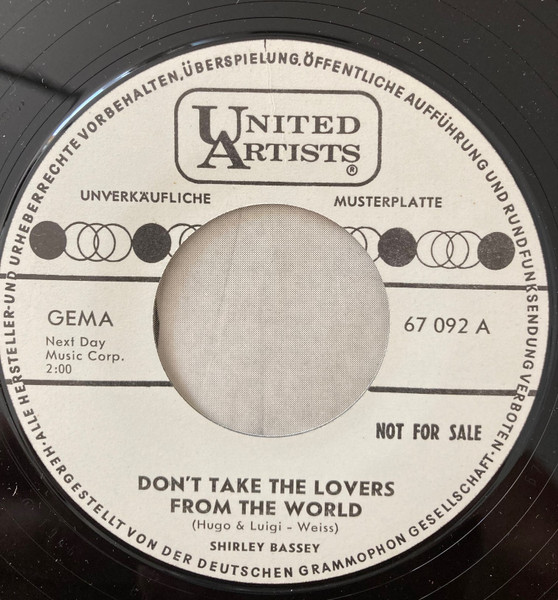 ·ALLE HERSTELLER-UND URHEBERRECHTE VORBEHALTEN, ÜBERSPIELUNG, ÖFFENTLICHE AUFFÜHRUNG UND RUNDFUNKSENDUNG VERBOTEN·
UNITED
ARTISTS®
UNVERKÄUFLICHE MUSTERPLATTE
GEMA
67 092 A
Next Day
Music Corp.
2:00
NOT FOR SALE
DON'T TAKE THE LOVERS
FROM THE WORLD
(Hugo & Luigi - Weiss)
SHIRLEY BASSEY
HERGESTELLT VON DER DEUTSCHEN GRAMMOPHON GESELLSCHAFT·